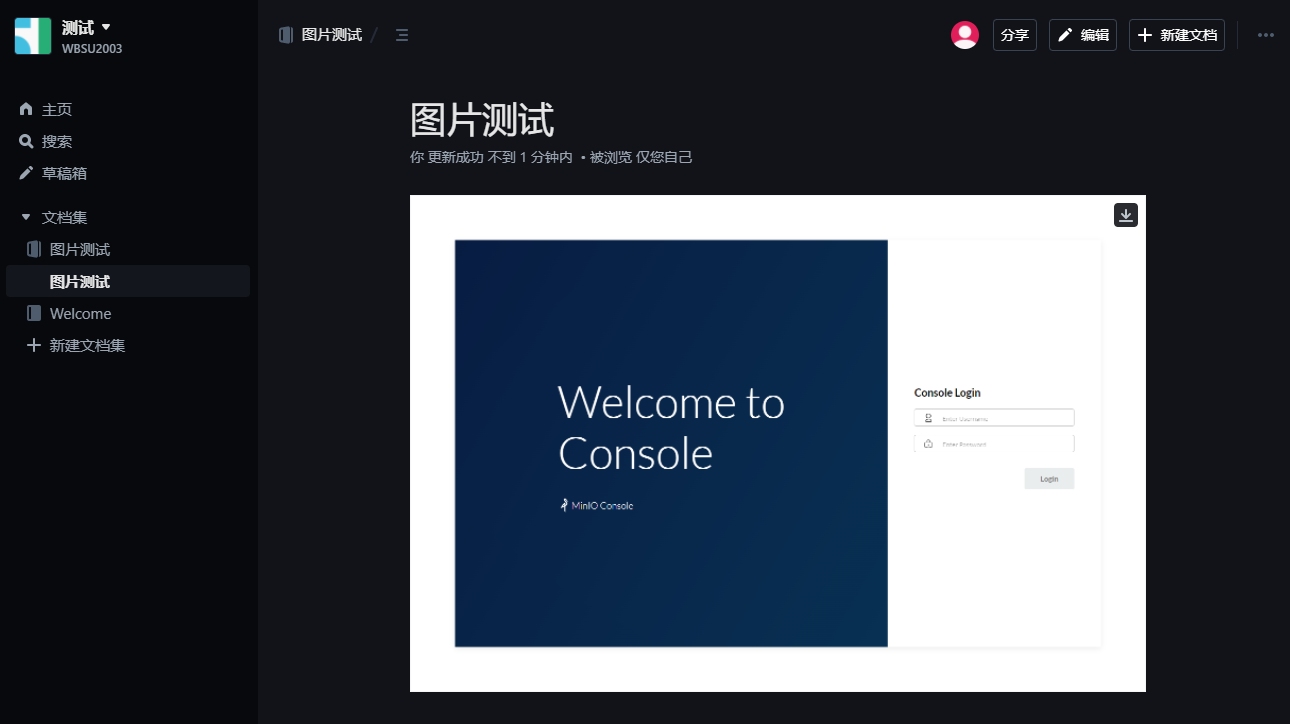 测试
WBSU2003
主页
搜索
草稿箱
文档集
图片测试
图片测试
Welcome
新建文档集
图片测试 /
分享
编辑
新建文档
图片测试
你 更新成功 不到 1 分钟内 • 被浏览 仅您自己
Welcome to
Console
MinIO Console
Console Login
Enter Username
Enter Password
Login